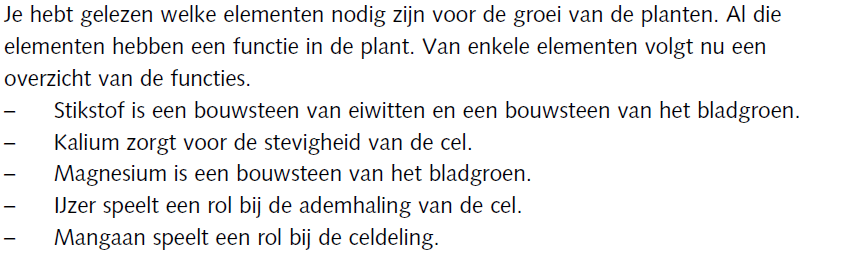 Je hebt gelezen welke elementen nodig zijn voor de groei van de planten. Al die
elementen hebben een functie in de plant. Van enkele elementen volgt nu een
overzicht van de functies.
– Stikstof is een bouwsteen van eiwitten en een bouwsteen van het bladgroen.
– Kalium zorgt voor de stevigheid van de cel.
– Magnesium is een bouwsteen van het bladgroen.
– IJzer speelt een rol bij de ademhaling van de cel.
– Mangaan speelt een rol bij de celdeling.